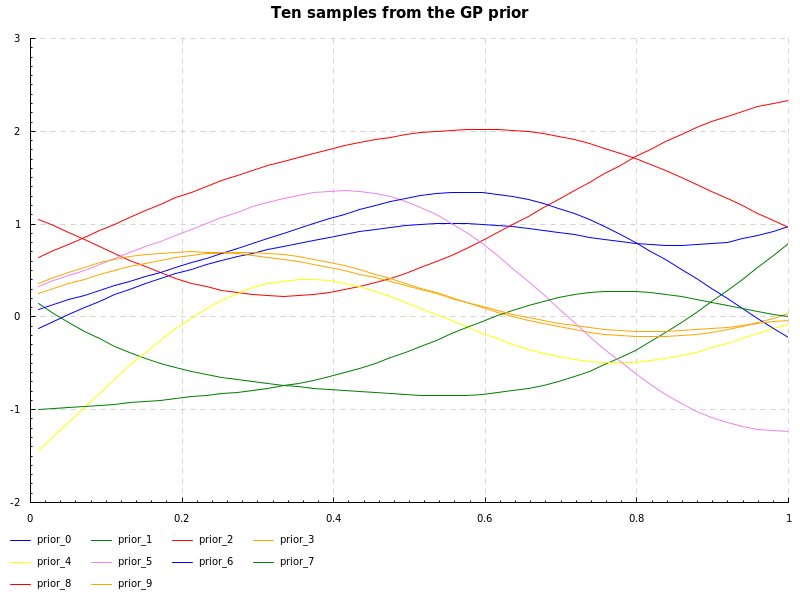 Ten samples from the GP prior
3
2
1
0
-1
-2
0 0.2 0.4 0.6 0.8 1
prior_0 prior_1 prior_2 prior_3
prior_4 prior_5 prior_6 prior_7
prior_8 prior_9